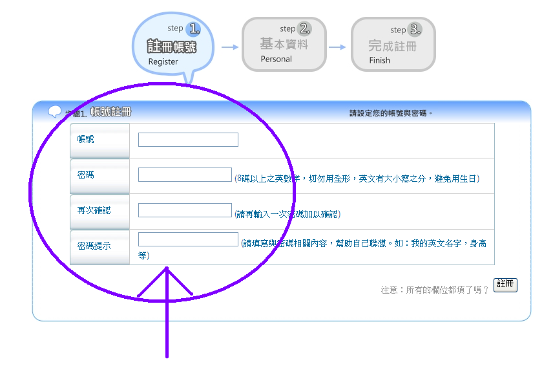 step 1.
註冊帳號
Register
step 2.
基本資料
Personal
step 3.
完成註冊
Finish
步驟1. 帳號註冊
請設定您的帳號與密碼。
帳號
密碼 (6碼以上之英數字，切勿用全形，英文有大小寫之分，避免用生日)
再次確認 (請再輸入一次密碼加以確認)
密碼提示 (請填寫與密碼相關內容，幫助自己聯想。如：我的英文名字，身高
等)
注意：所有的欄位都填了嗎？ 註冊